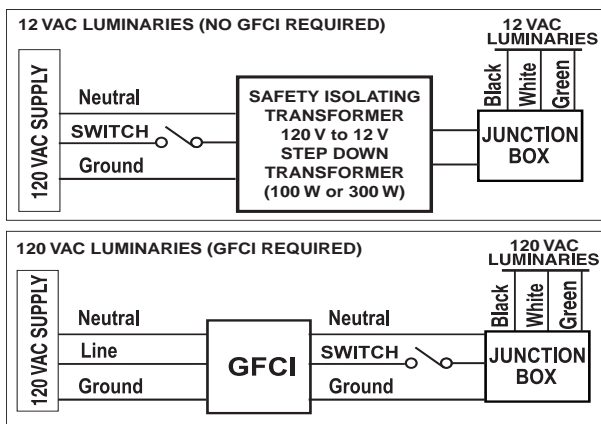 12 VAC LUMINARIES (NO GFCI REQUIRED)
12 VAC
LUMINARIES
120 VAC SUPPLY
Neutral
SWITCH
Ground
SAFETY ISOLATING
TRANSFORMER
120 V to 12 V
STEP DOWN
TRANSFORMER
(100 W or 300 W)
Black
White
Green
JUNCTION
BOX
120 VAC LUMINARIES (GFCI REQUIRED)
120 VAC
LUMINARIES
120 VAC SUPPLY
Neutral
Line
Ground
GFCI
Neutral
SWITCH
Ground
Black
White
Green
JUNCTION
BOX